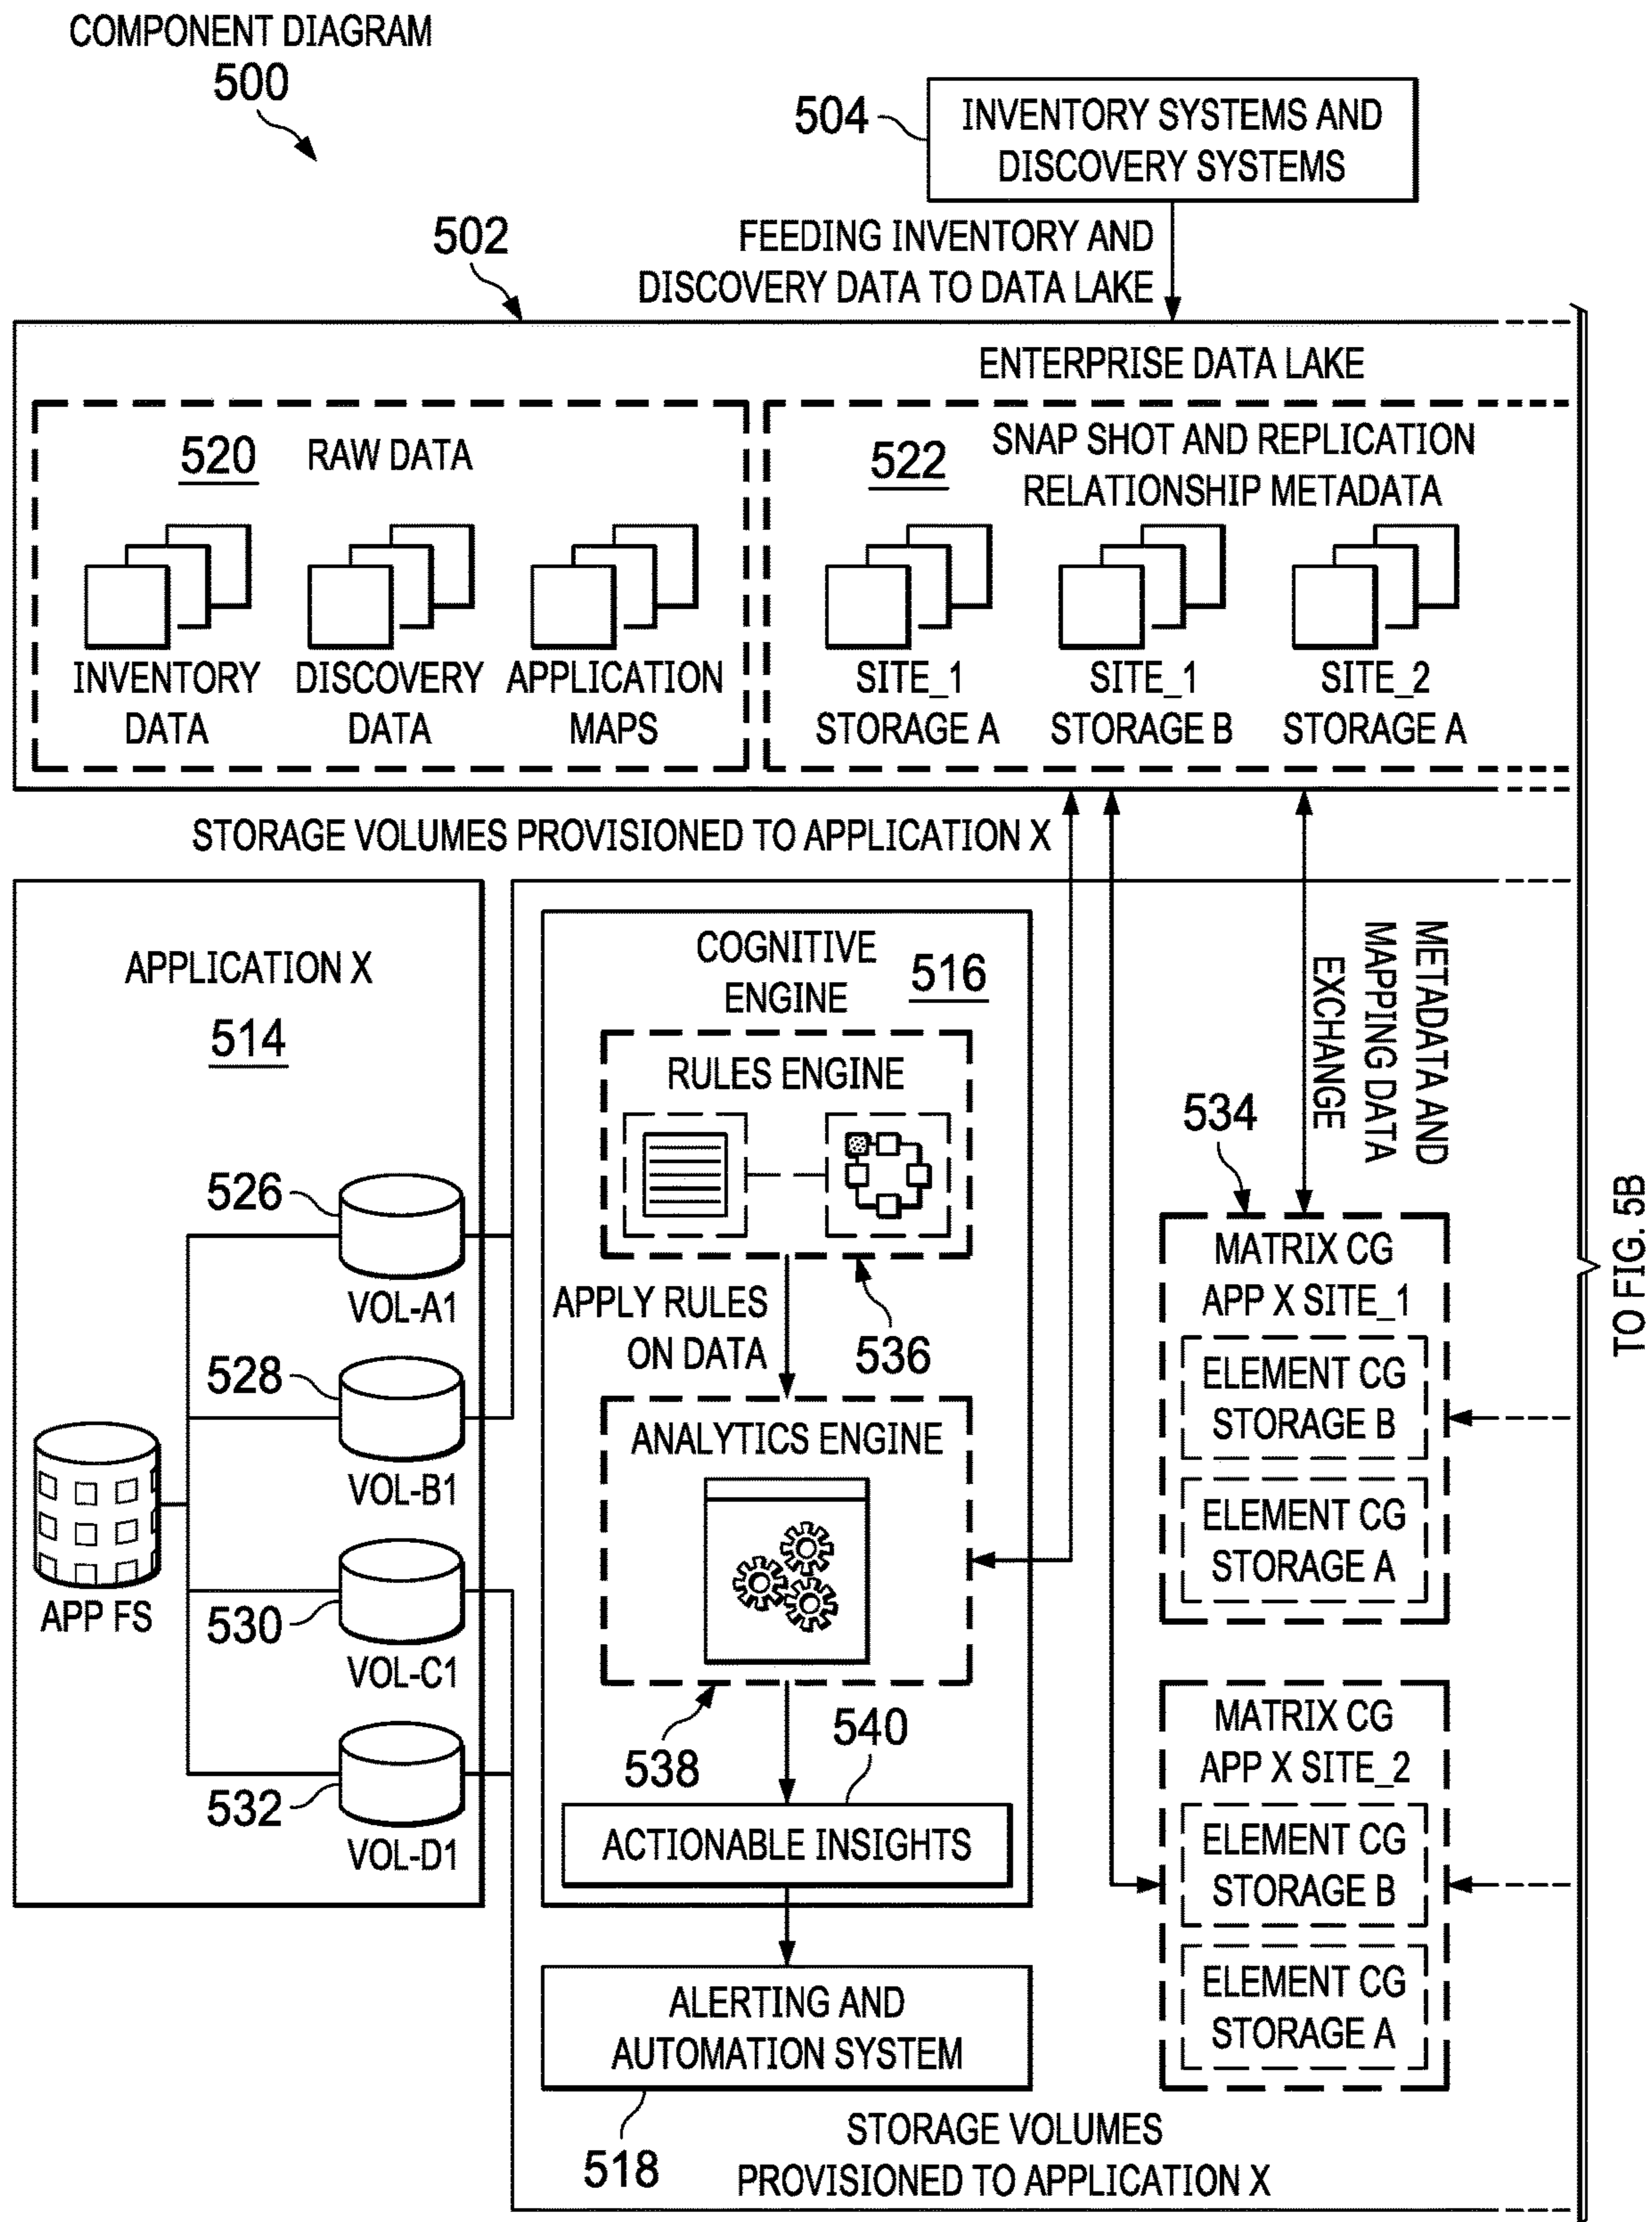 COMPONENT DIAGRAM
500
504
INVENTORY SYSTEMS AND
DISCOVERY SYSTEMS
502
FEEDING INVENTORY AND
DISCOVERY DATA TO DATA LAKE
ENTERPRISE DATA LAKE
520
RAW DATA
INVENTORY
DATA
DISCOVERY
DATA
APPLICATION
MAPS
522
SNAP SHOT AND REPLICATION
RELATIONSHIP METADATA
SITE_1
STORAGE A
SITE_1
STORAGE B
SITE_2
STORAGE A
STORAGE VOLUMES PROVISIONED TO APPLICATION X
APPLICATION X
514
526
VOL-A1
528
VOL-B1
APP FS
530
VOL-C1
532
VOL-D1
COGNITIVE
ENGINE
516
RULES ENGINE
APPLY RULES
ON DATA
536
ANALYTICS ENGINE
538
540
ACTIONABLE INSIGHTS
ALERTING AND
AUTOMATION SYSTEM
518
METADATA AND
MAPPING DATA
EXCHANGE
534
MATRIX CG
APP X SITE_1
ELEMENT CG
STORAGE B
ELEMENT CG
STORAGE A
MATRIX CG
APP X SITE_2
ELEMENT CG
STORAGE B
ELEMENT CG
STORAGE A
STORAGE VOLUMES
PROVISIONED TO APPLICATION X
TO FIG. 5B